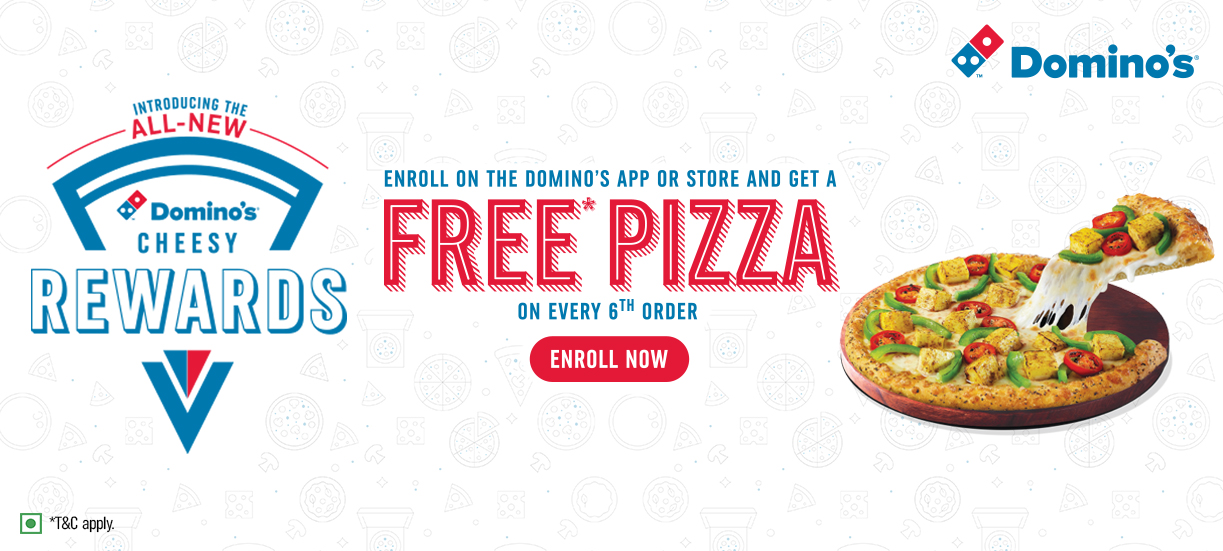 Domino's
INTRODUCING THE
ALL-NEW
Domino's
CHEESY
REWARDS
ENROLL ON THE DOMINO'S APP OR STORE AND GET A
FREE* PIZZA
ON EVERY 6TH ORDER
ENROLL NOW
*T&C apply.